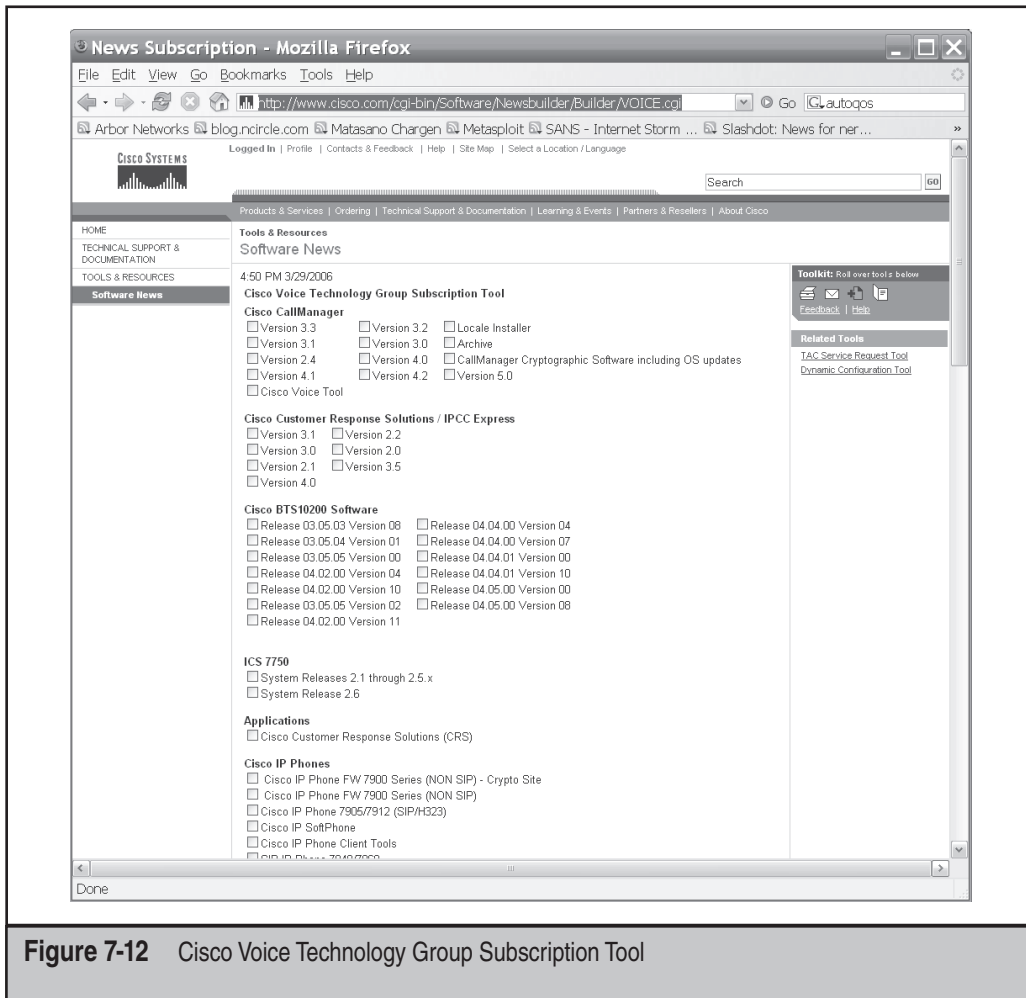 News Subscription - Mozilla Firefox
File Edit View Go Bookmarks Tools Help
http://www.cisco.com/cgi-bin/Software/Newsbuilder/Builder/VOICE.cgi Go G autoqos
Arbor Networks blog.ncircle.com Matasano Chargen Metasploit SANS - Internet Storm ... Slashdot: News for ner... »
CISCO SYSTEMS
Logged In | Profile | Contacts & Feedback | Help | Site Map | Select a Location / Language
Search GO
Products & Services | Ordering | Technical Support & Documentation | Learning & Events | Partners & Resellers | About Cisco
HOME
TECHNICAL SUPPORT & DOCUMENTATION
TOOLS & RESOURCES
Software News
Tools & Resources
Software News
4:50 PM 3/29/2006
Cisco Voice Technology Group Subscription Tool
Cisco CallManager
Version 3.3 Version 3.2 Locale Installer
Version 3.1 Version 3.0 Archive
Version 2.4 Version 4.0 CallManager Cryptographic Software including OS updates
Version 4.1 Version 4.2 Version 5.0
Cisco Voice Tool
Cisco Customer Response Solutions / IPCC Express
Version 3.1 Version 2.2
Version 3.0 Version 2.0
Version 2.1 Version 3.5
Version 4.0
Cisco BTS10200 Software
Release 03.05.03 Version 08 Release 04.04.00 Version 04
Release 03.05.04 Version 01 Release 04.04.00 Version 07
Release 03.05.05 Version 00 Release 04.04.01 Version 00
Release 04.02.00 Version 04 Release 04.04.01 Version 10
Release 04.02.00 Version 10 Release 04.05.00 Version 00
Release 03.05.05 Version 02 Release 04.05.00 Version 08
Release 04.02.00 Version 11
ICS 7750
System Releases 2.1 through 2.5.x
System Release 2.6
Applications
Cisco Customer Response Solutions (CRS)
Cisco IP Phones
Cisco IP Phone FW 7900 Series (NON SIP) - Crypto Site
Cisco IP Phone FW 7900 Series (NON SIP)
Cisco IP Phone 7905/7912 (SIP/H323)
Cisco IP SoftPhone
Cisco IP Phone Client Tools
SIP IP Phone 7940/7960
Toolkit: Roll over tools below
Feedback | Help
Related Tools
TAC Service Request Tool
Dynamic Configuration Tool
Done
Figure 7-12 Cisco Voice Technology Group Subscription Tool